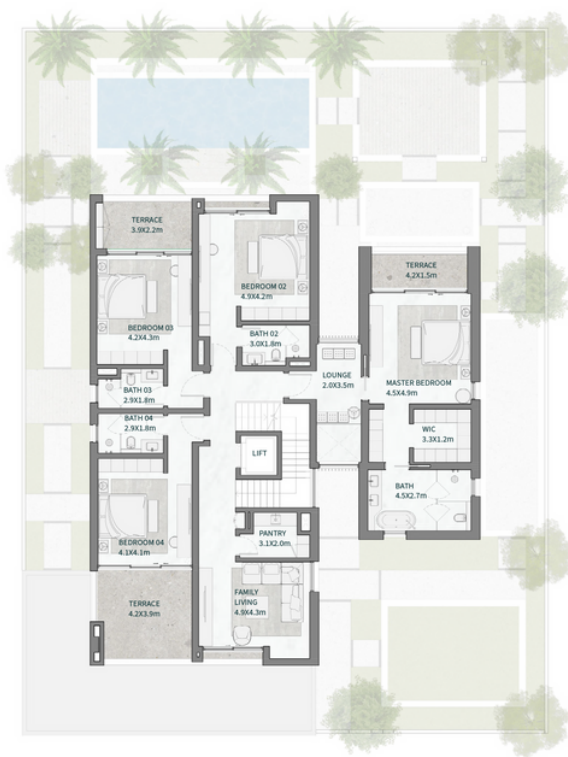 TERRACE
3.9X2.2m
BEDROOM 02
4.9X4.2m
TERRACE
4.2X1.5m
BEDROOM 03
4.2X4.3m
BATH 02
3.0X1.8m
LOUNGE
2.0X3.5m
MASTER BEDROOM
4.5X4.9m
BATH 03
2.9X1.8m
BATH 04
2.9X1.8m
WIC
3.3X1.2m
LIFT
BATH
4.5X2.7m
BEDROOM 04
4.1X4.1m
PANTRY
3.1X2.0m
TERRACE
4.2X3.9m
FAMILY
LIVING
4.9X4.3m